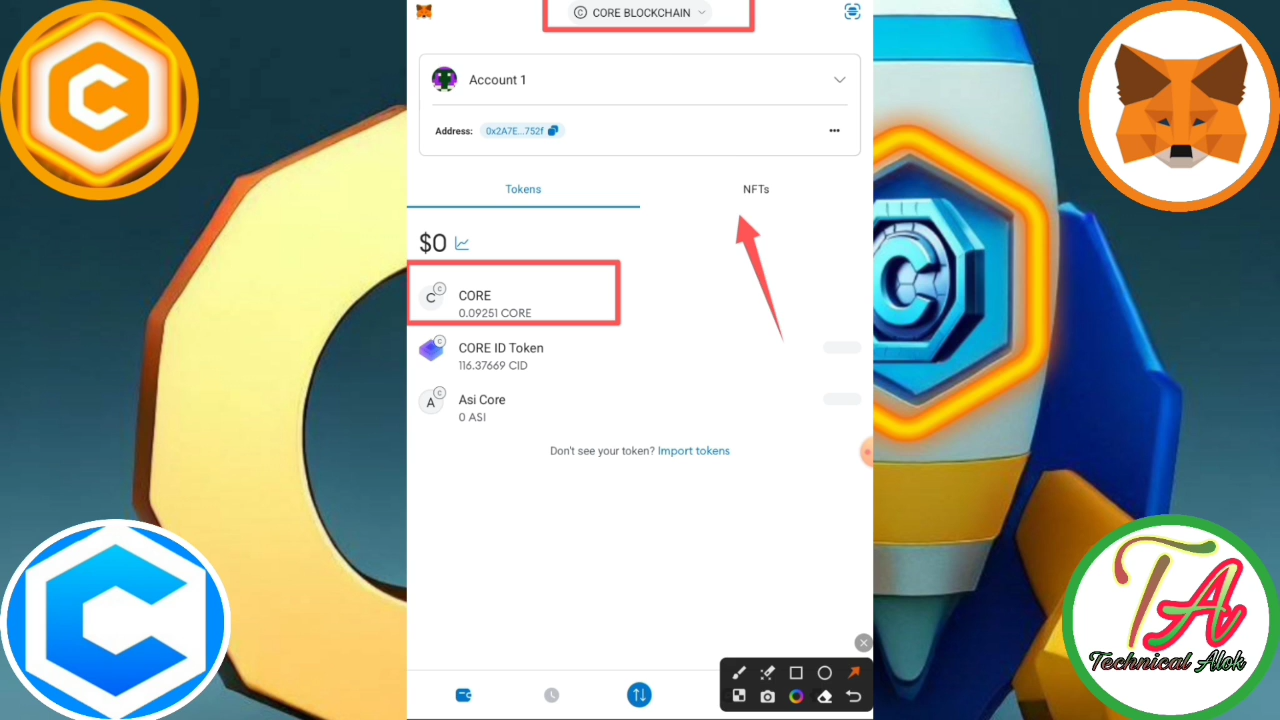 CORE BLOCKCHAIN
Account 1
Address: 0x2A7E...752f
Tokens
NFTs
$0
C
C
CORE
0.09251 CORE
C
CORE ID Token
116.37669 CID
A
C
Asi Core
0 ASI
Don't see your token? Import tokens
TA
Technical Alok